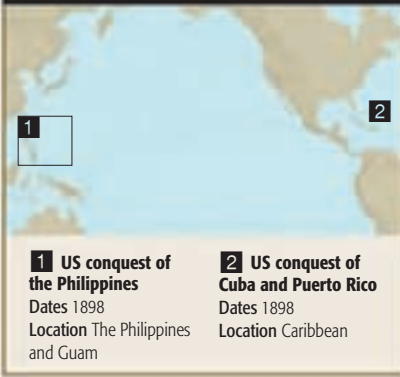 1
2
1 US conquest of
the Philippines
Dates 1898
Location The Philippines
and Guam
2 US conquest of
Cuba and Puerto Rico
Dates 1898
Location Caribbean